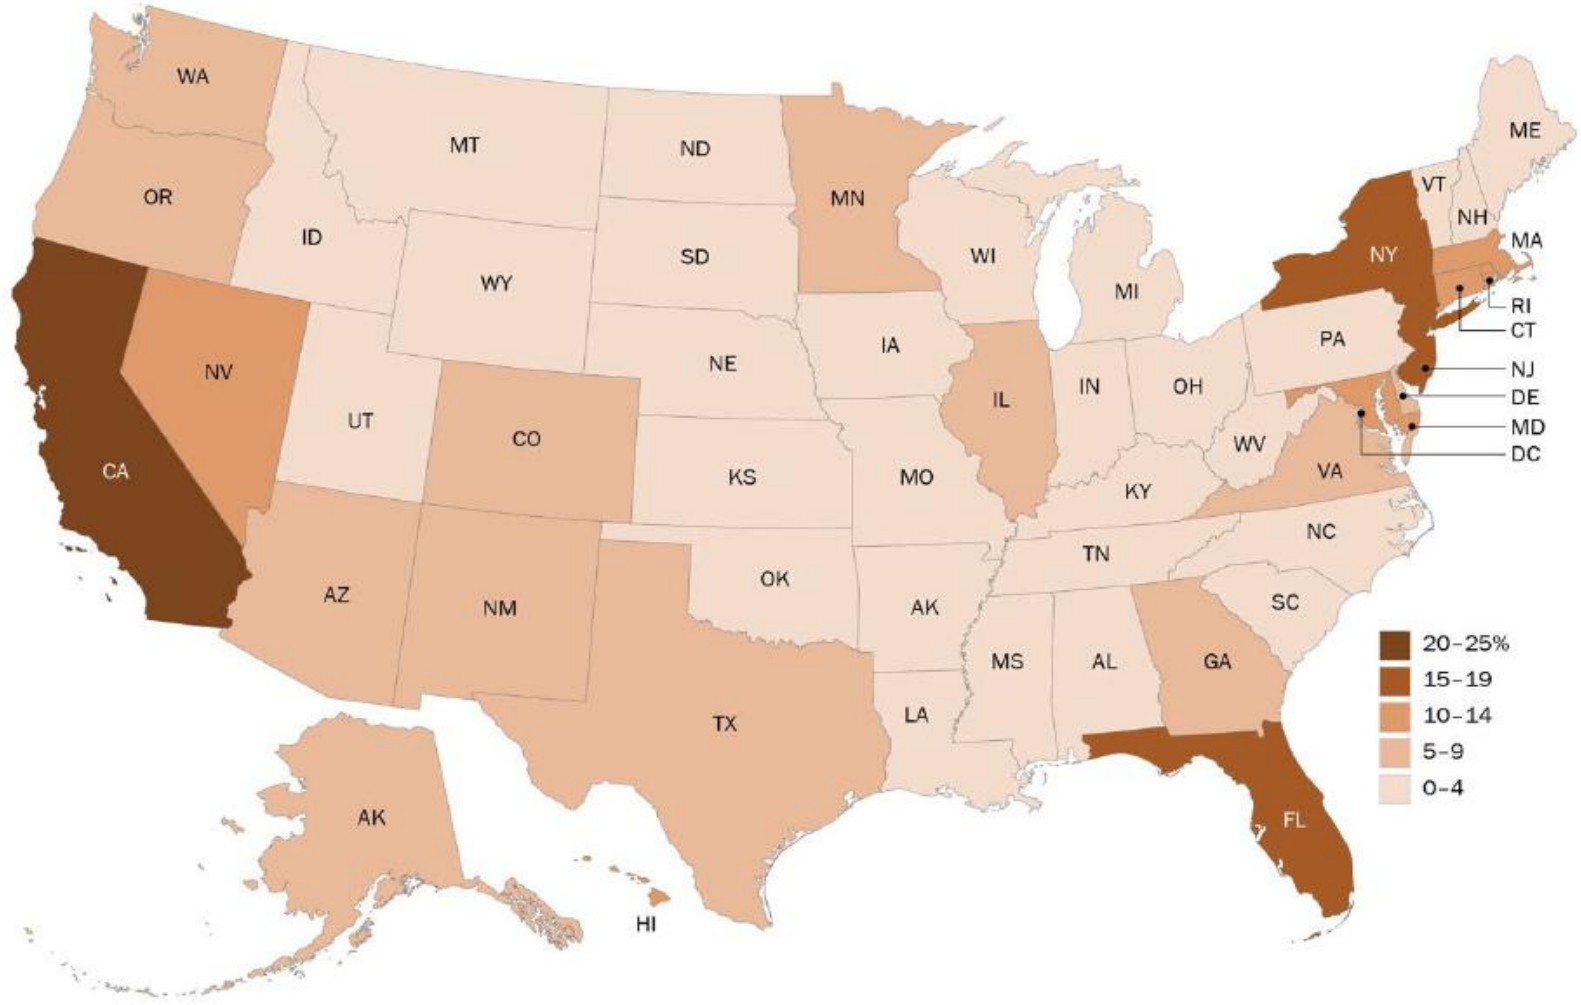 WA
MT
ND
MN
ME
OR
ID
SD
WI
MI
VT
NH
NY
MA
WY
RI
CT
NV
UT
NE
IA
PA
NJ
IL
IN
OH
DE
MD
DC
CO
CA
KS
MO
WV
VA
KY
AZ
NM
OK
AK
TN
NC
SC
MS
AL
GA
TX
LA
FL
AK
HI
20–25%
15–19
10–14
5–9
0–4